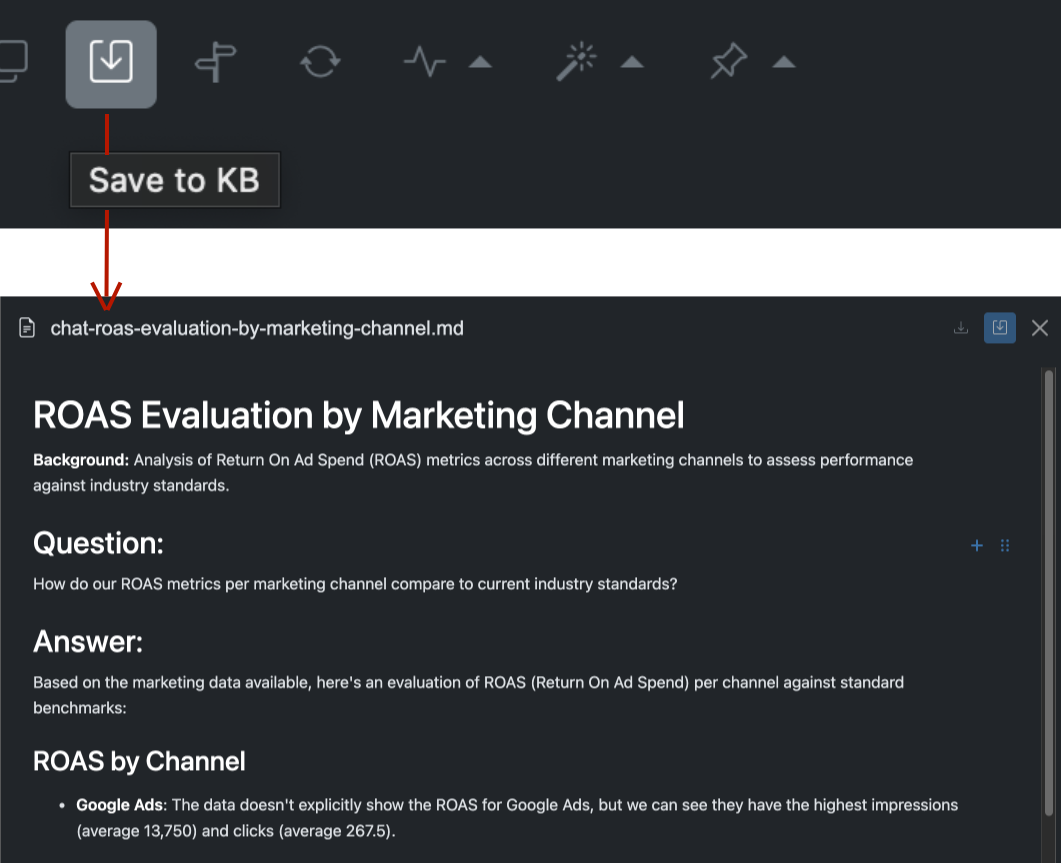 Save to KB
chat-roas-evaluation-by-marketing-channel.md
ROAS Evaluation by Marketing Channel
Background: Analysis of Return On Ad Spend (ROAS) metrics across different marketing channels to assess performance
against industry standards.
Question:
How do our ROAS metrics per marketing channel compare to current industry standards?
Answer:
Based on the marketing data available, here's an evaluation of ROAS (Return On Ad Spend) per channel against standard
benchmarks:
ROAS by Channel
• Google Ads: The data doesn't explicitly show the ROAS for Google Ads, but we can see they have the highest impressions
(average 13,750) and clicks (average 267.5).